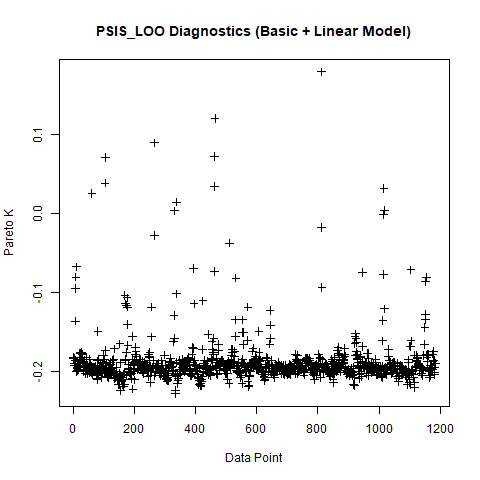 PSIS_LOO Diagnostics (Basic + Linear Model)
Pareto K
0.1
0.0
-0.1
-0.2
0 200 400 600 800 1000 1200
Data Point